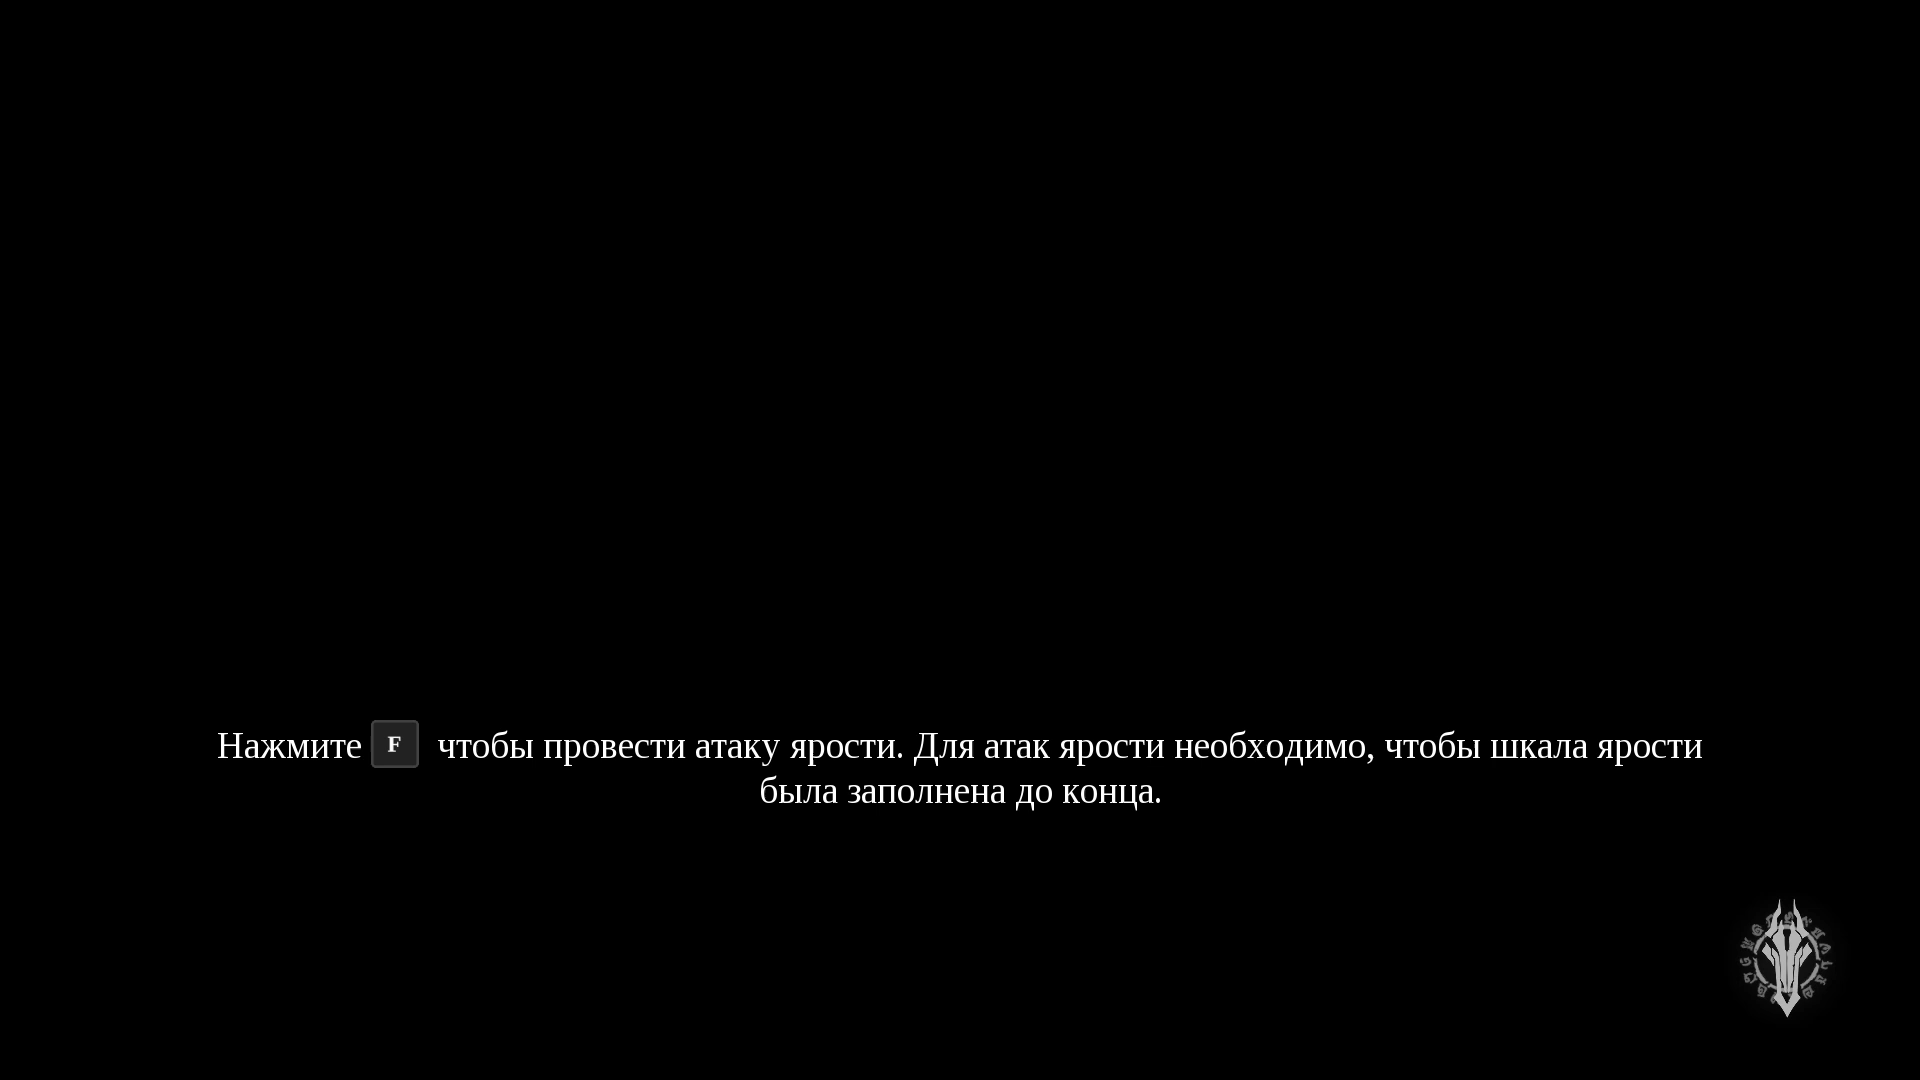 Нажмите F чтобы провести атаку ярости. Для атак ярости необходимо, чтобы шкала ярости
была заполнена до конца.